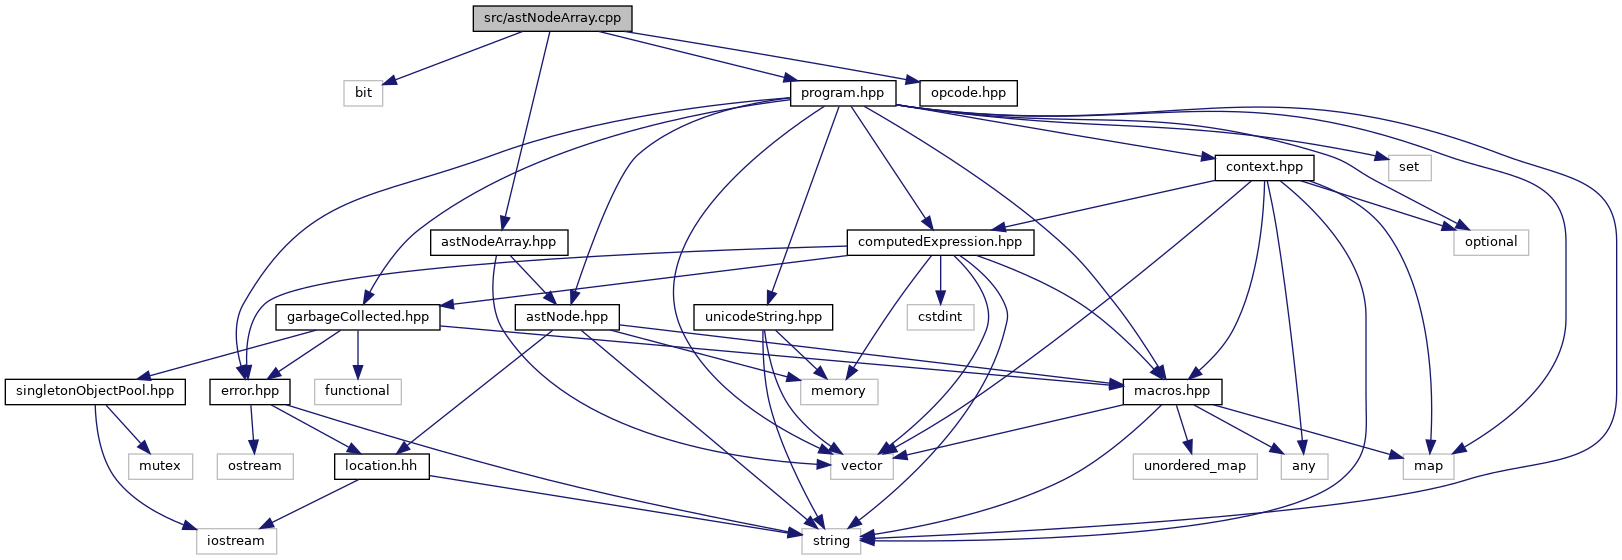 src/astNodeArray.cpp
bit
program.hpp
opcode.hpp
context.hpp
set
astNodeArray.hpp
computedExpression.hpp
optional
garbageCollected.hpp
astNode.hpp
unicodeString.hpp
cstdint
singletonObjectPool.hpp
error.hpp
functional
memory
macros.hpp
mutex
ostream
location.hh
vector
unordered_map
any
map
iostream
string